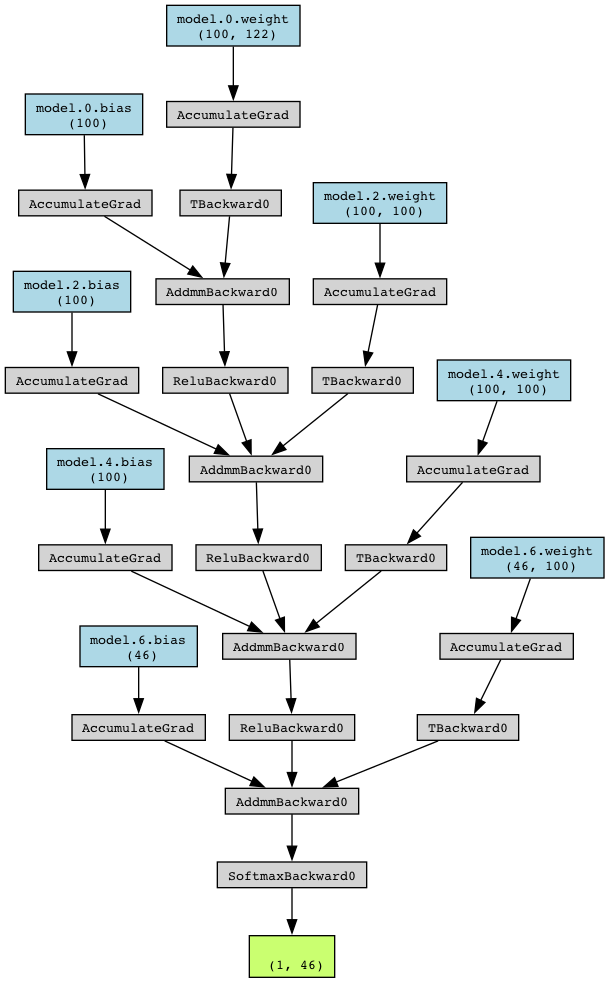 model.0.weight
(100, 122)
model.0.bias
(100)
AccumulateGrad
AccumulateGrad
TBackward0
model.2.weight
(100, 100)
model.2.bias
(100)
AddmmBackward0
AccumulateGrad
AccumulateGrad
ReluBackward0
TBackward0
model.4.weight
(100, 100)
model.4.bias
(100)
AddmmBackward0
AccumulateGrad
AccumulateGrad
ReluBackward0
TBackward0
model.6.weight
(46, 100)
model.6.bias
(46)
AddmmBackward0
AccumulateGrad
AccumulateGrad
ReluBackward0
TBackward0
AddmmBackward0
SoftmaxBackward0
(1, 46)